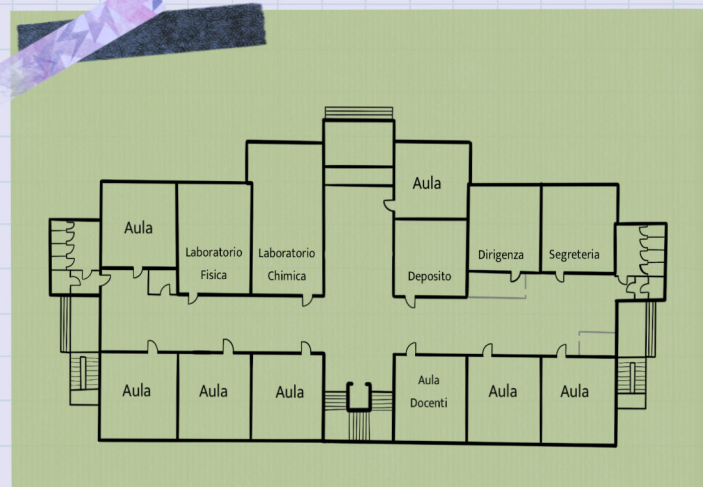 Aula
Aula
Laboratorio
Fisica
Laboratorio
Chimica
Deposito
Dirigenza
Segreteria
Aula
Aula
Aula
Aula
Docenti
Aula
Aula